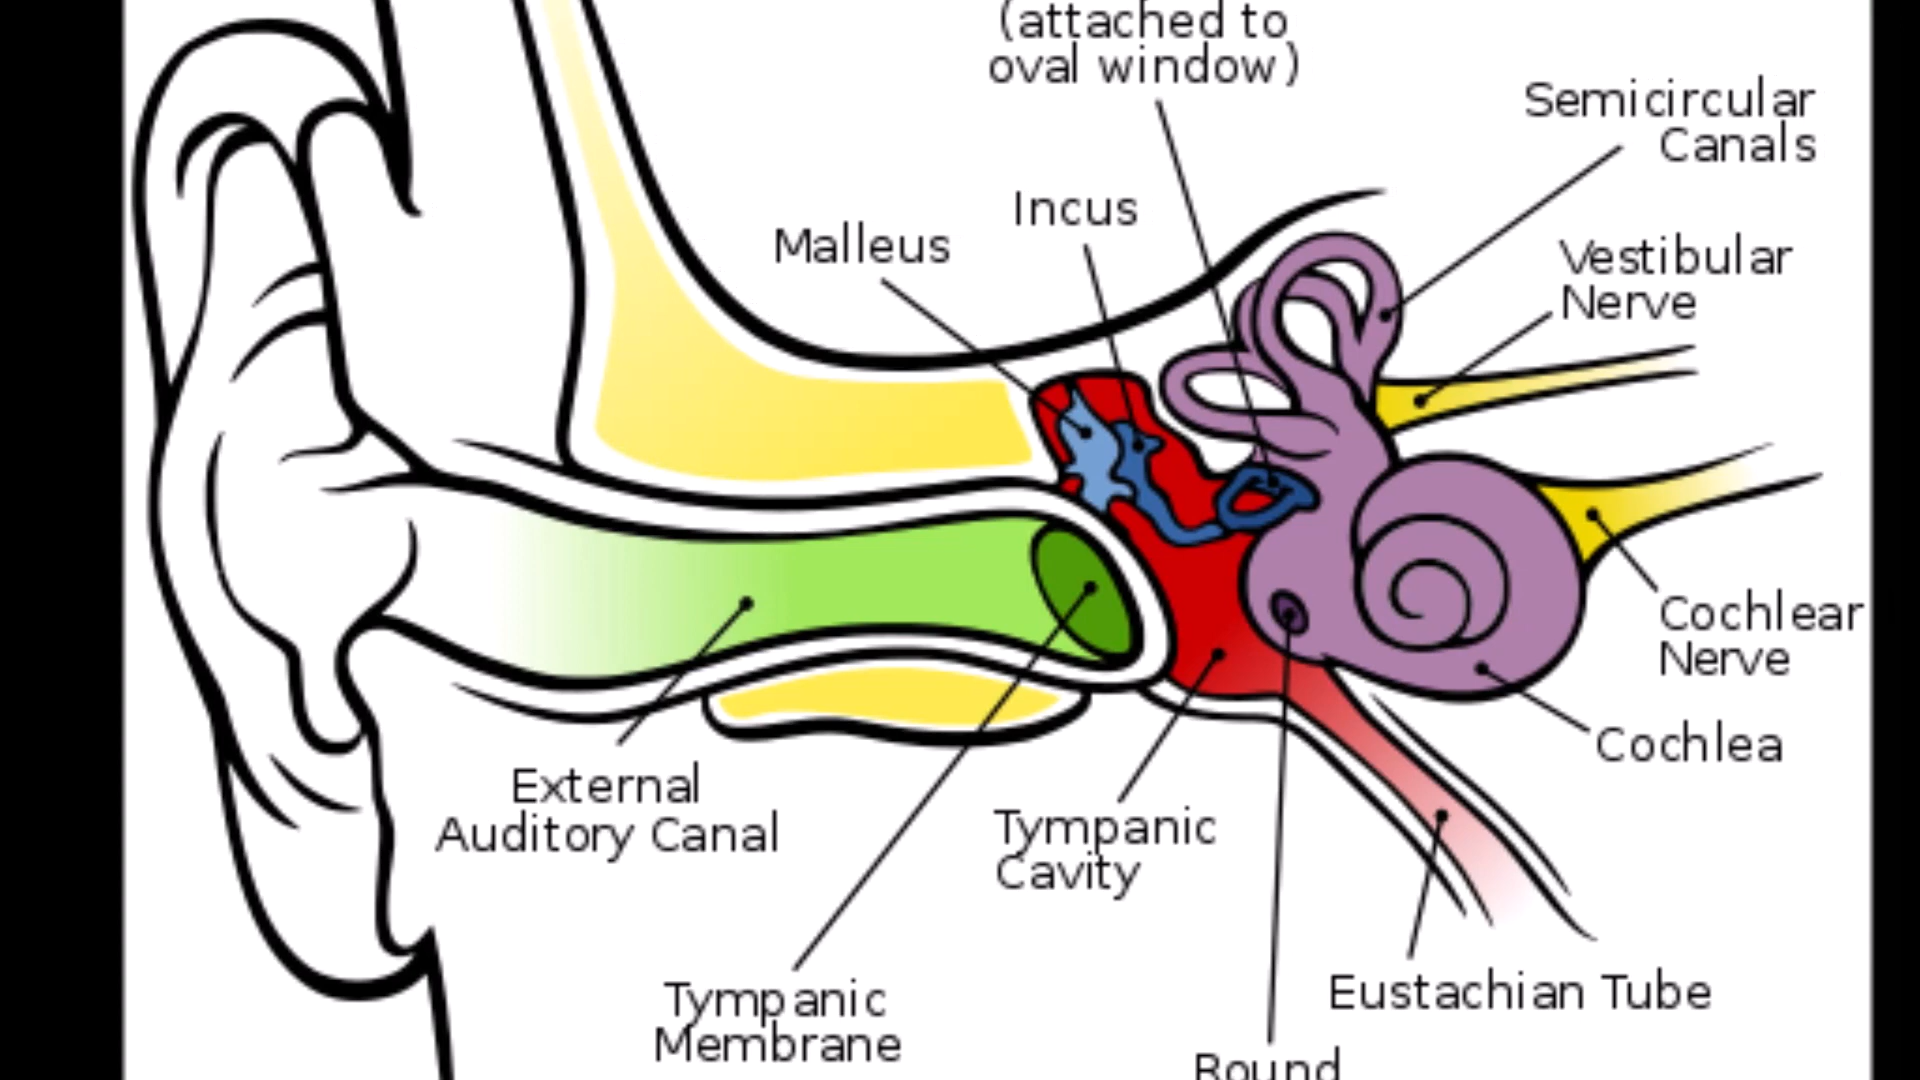 (attached to
oval window)
Semicircular
Canals
Incus
Malleus
Vestibular
Nerve
Cochlear
Nerve
Cochlea
External
Auditory Canal
Tympanic
Cavity
Eustachian Tube
Tympanic
Membrane
Round